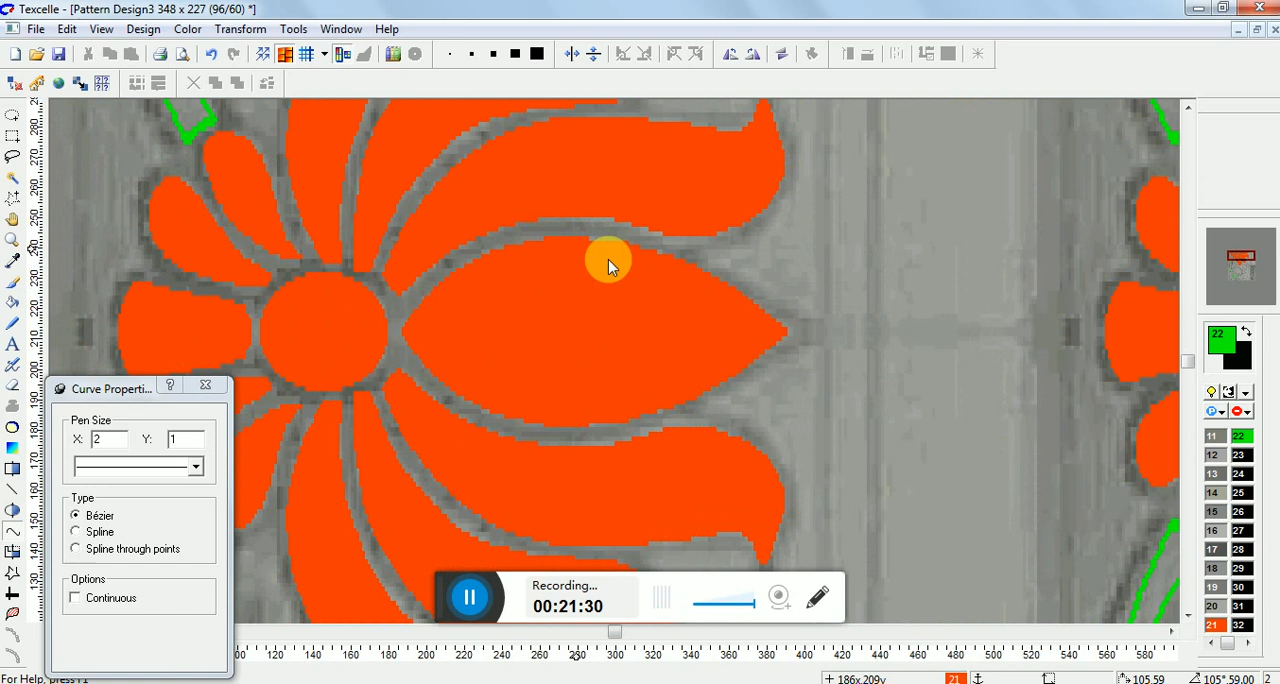 Texcelle - [Pattern Design3 348 x 227 (96/60) *]
File Edit View Design Color Transform Tools Window Help
Curve Properti...
Pen Size
X: 2 Y: 1
Type
Bézier
Spline
Spline through points
Options
Continuous
Recording...
00:21:30
22
11 22
12 23
13 24
14 25
15 26
16 27
17 28
18 29
19 30
20 31
21 32
100 120 140 160 180 200 220 240 260 280 300 320 340 360 380 400 420 440 460 480 500 520 540 560 580
For Help, press F1
186x,209y 21 105.59 105°,59.00 2